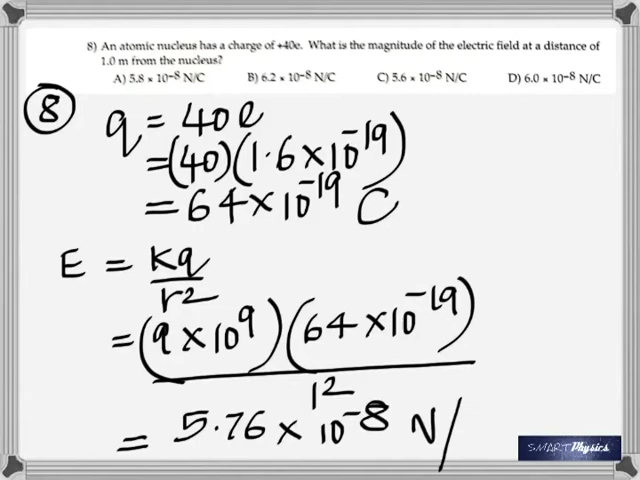 8) An atomic nucleus has a charge of +40e. What is the magnitude of the electric field at a distance of
1.0 m from the nucleus?
A) 5.8 × 10⁻⁸ N/C B) 6.2 × 10⁻⁸ N/C C) 5.6 × 10⁻⁸ N/C D) 6.0 × 10⁻⁸ N/C
8 q = 40e
= (40)(1.6×10⁻¹⁹)
= 64×10⁻¹⁹ C
E = kq
r²
= (9×10⁹)(64×10⁻¹⁹)
1²
= 5.76×10⁻⁸ N/
SMART Physics